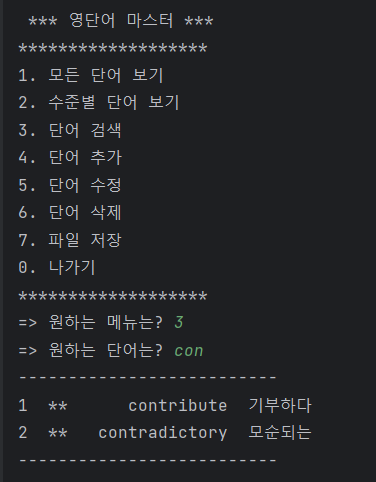 *** 영단어 마스터 ***
*******************
1. 모든 단어 보기
2. 수준별 단어 보기
3. 단어 검색
4. 단어 추가
5. 단어 수정
6. 단어 삭제
7. 파일 저장
0. 나가기
*******************
=> 원하는 메뉴는? 3
=> 원하는 단어는? con
--------------------------
1  **      contribute  기부하다
2  **   contradictory  모순되는
--------------------------